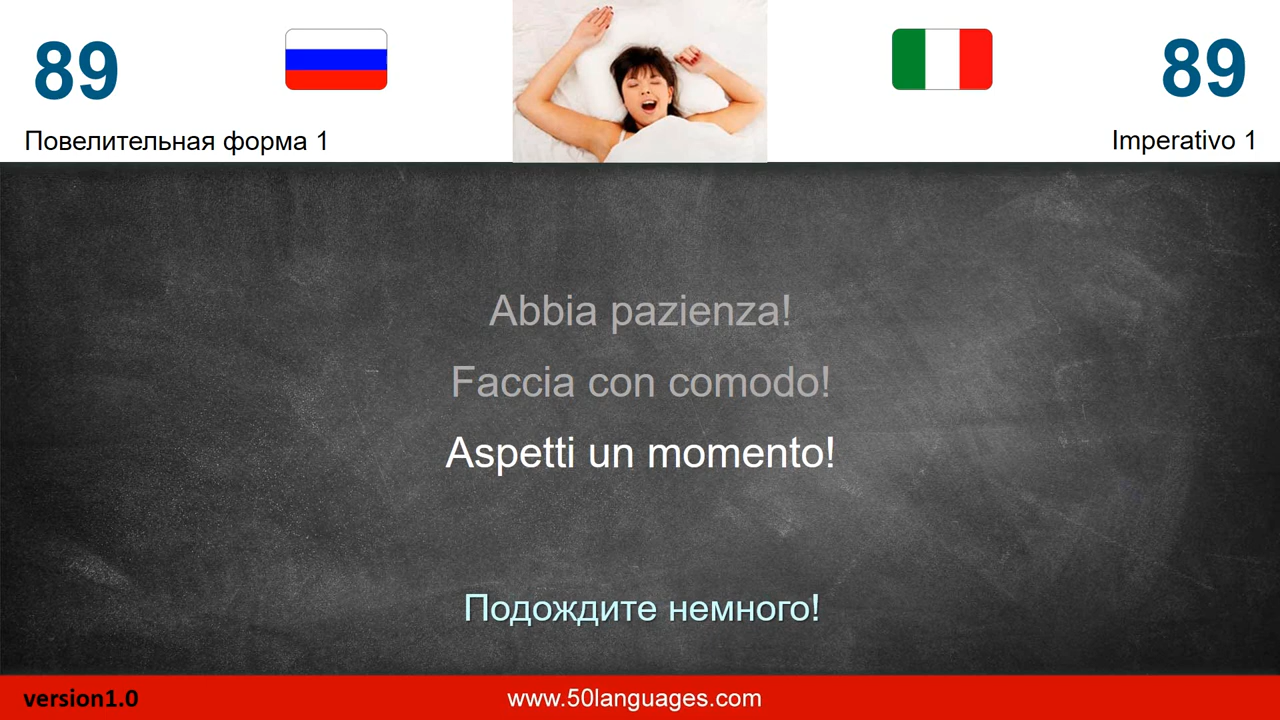 89
89
Повелительная форма 1
Imperativo 1
Abbia pazienza!
Faccia con comodo!
Aspetti un momento!
Подождите немного!
version1.0
www.50languages.com